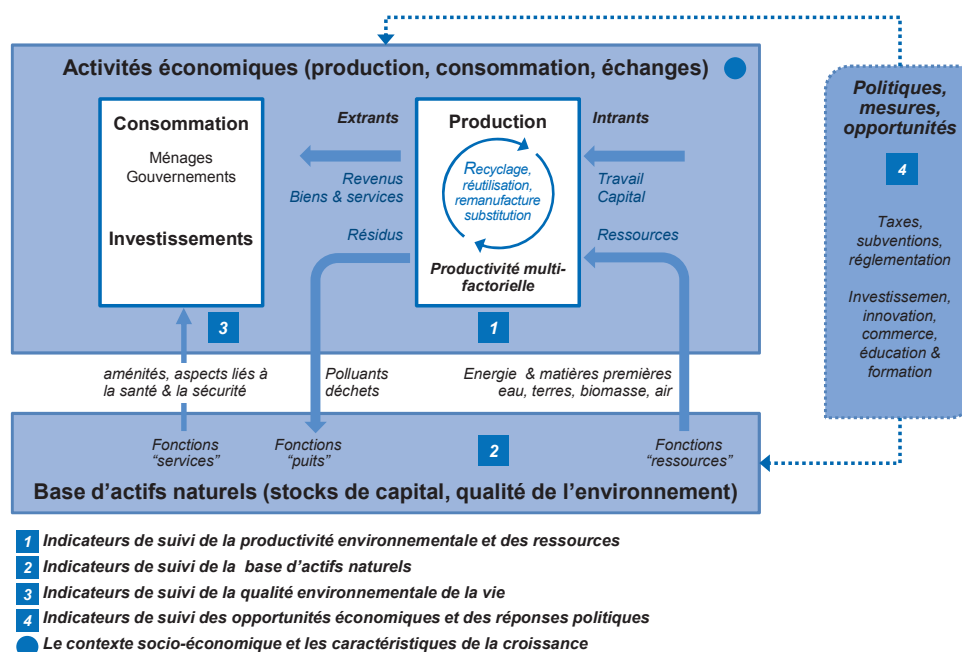 Activités économiques (production, consommation, échanges)
Consommation
Ménages
Gouvernements
Investissements
3
Extrants
Revenus
Biens & services
Résidus
Production
Recyclage,
réutilisation,
remanufacture
substitution
Productivité multi-
factorielle
1
Intrants
Travail
Capital
Ressources
Politiques,
mesures,
opportunités
4
Taxes,
subventions,
réglementation
Investissemen,
innovation,
commerce,
éducation &
formation
aménités, aspects liés à
la santé & la sécurité
Polluants
déchets
Energie & matières premières
eau, terres, biomasse, air
Fonctions
“services”
Fonctions
“puits”
2
Fonctions
“ressources”
Base d’actifs naturels (stocks de capital, qualité de l’environnement)
1 Indicateurs de suivi de la productivité environnementale et des ressources
2 Indicateurs de suivi de la base d’actifs naturels
3 Indicateurs de suivi de la qualité environnementale de la vie
4 Indicateurs de suivi des opportunités économiques et des réponses politiques
Le contexte socio-économique et les caractéristiques de la croissance